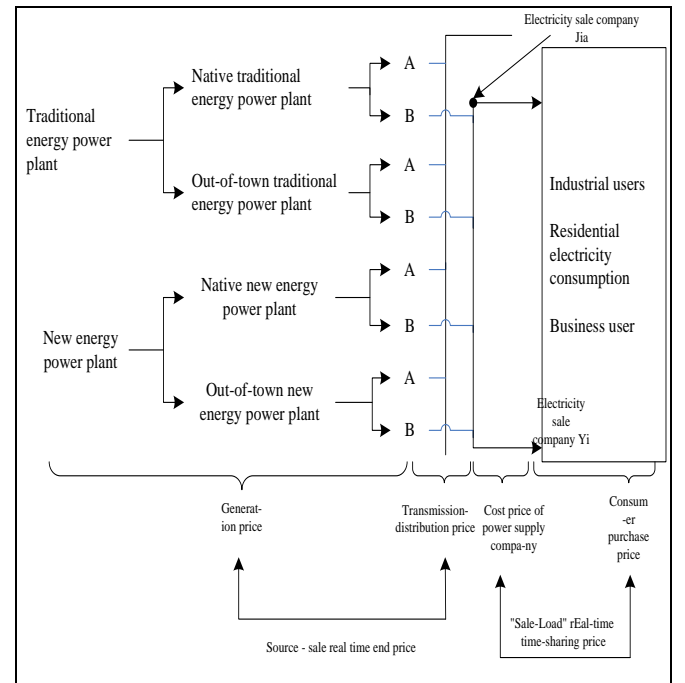 Electricity sale company
Jia
Traditional
energy power
plant
Native traditional
energy power plant
A
B
Out-of-town traditional
energy power plant
A
B
Industrial users
Residential
electricity
consumption
Business user
New energy
power plant
Native new energy
power plant
A
B
Out-of-town new
energy power plant
A
B
Electricity
sale
company Yi
Generat-
ion price
Transmission-
distribution price
Cost price of
power supply
compa-ny
Consum
-er
purchase
price
Source - sale real time end price
"Sale-Load" rEal-time
time-sharing price